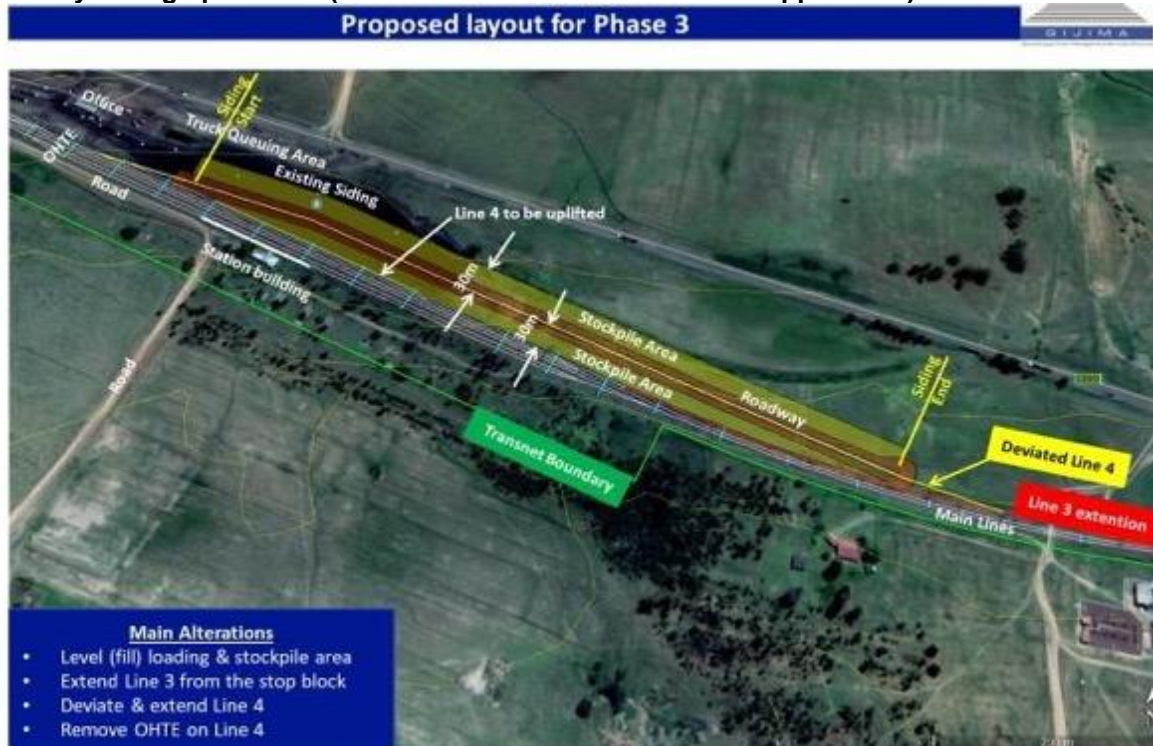 Proposed layout for Phase 3
GIJIMA
Office
OHTE
Road
Siding
Start
Truck Queuing Area
Existing Siding
Line 4 to be uplifted
Station building
30m
30m
Stockpile Area
Stockpile Area
Roadway
Siding
End
Road
Transnet Boundary
Deviated Line 4
Line 3 extention
Main Lines
Main Alterations
• Level (fill) loading & stockpile area
• Extend Line 3 from the stop block
• Deviate & extend Line 4
• Remove OHTE on Line 4